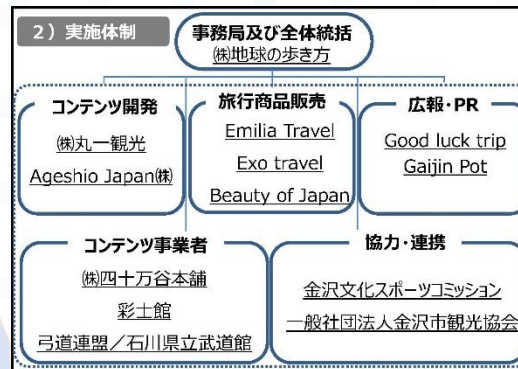 2）実施体制
事務局及び全体統括
㈱地球の歩き方
コンテンツ開発
㈱丸一観光
Ageshio Japan㈱
旅行商品販売
Emilia Travel
Exo travel
Beauty of Japan
広報・PR
Good luck trip
Gaijin Pot
コンテンツ事業者
㈱四十万谷本舗
彩士館
弓道連盟／石川県立武道館
協力・連携
金沢文化スポーツコミッション
一般社団法人金沢市観光協会